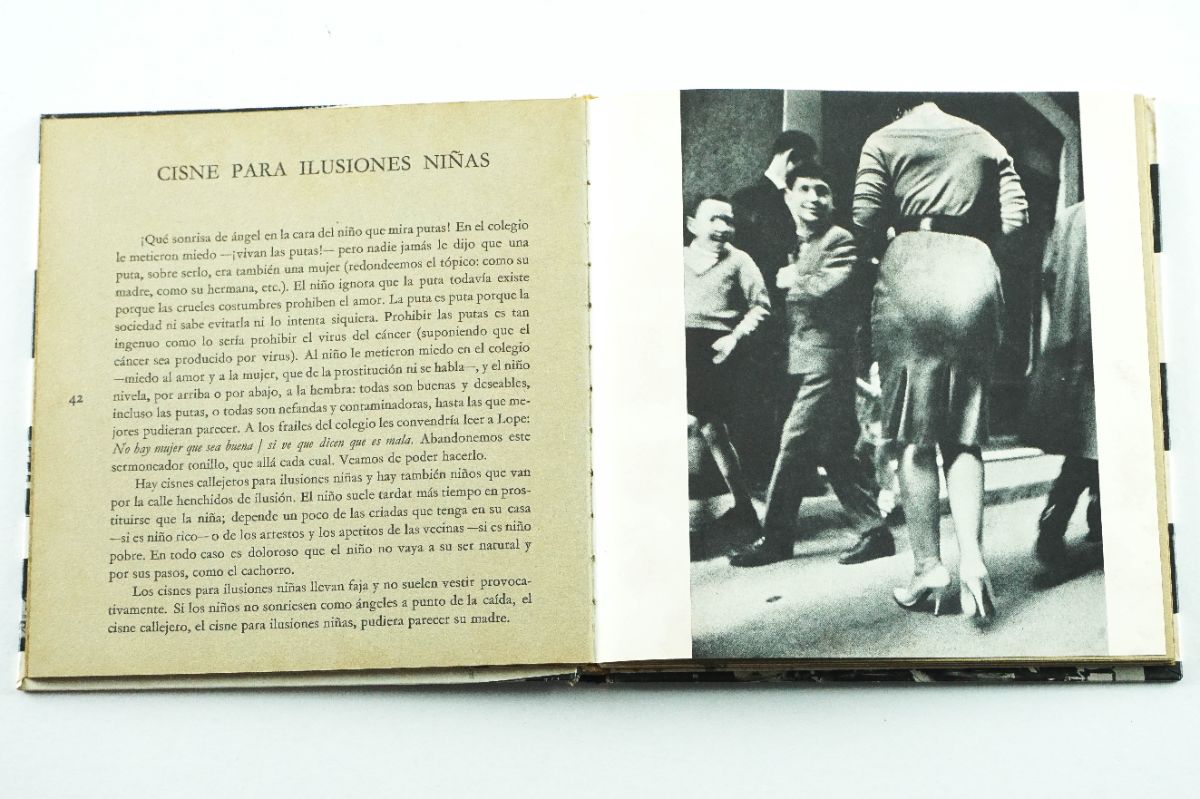 CISNE PARA ILUSIONES NIÑAS
¡Qué sonrisa de ángel en la cara del niño que mira putas! En el colegio
le metieron miedo —¡vivan las putas!— pero nadie jamás le dijo que una
puta, sobre serlo, era también una mujer (redondeemos el tópico: como su
madre, como su hermana, etc.). El niño ignora que la puta todavía existe
porque las crueles costumbres prohiben el amor. La puta es puta porque la
sociedad ni sabe evitarla ni lo intenta siquiera. Prohibir las putas es tan
ingenuo como lo sería prohibir el virus del cáncer (suponiendo que el
cáncer sea producido por virus). Al niño le metieron miedo en el colegio
—miedo al amor y a la mujer, que de la prostitución ni se habla—, y el niño
nivela, por arriba o por abajo, a la hembra: todas son buenas y deseables,
incluso las putas, o todas son nefandas y contaminadoras, hasta las que me-
jores pudieran parecer. A los frailes del colegio les convendría leer a Lope:
No hay mujer que sea buena / si ve que dicen que es mala. Abandonemos este
sermoneador tonillo, que allá cada cual. Veamos de poder hacerlo.
Hay cisnes callejeros para ilusiones niñas y hay también niños que van
por la calle henchidos de ilusión. El niño suele tardar más tiempo en pros-
tituirse que la niña; depende un poco de las criadas que tenga en su casa
—si es niño rico— o de los arrestos y los apetitos de las vecinas —si es niño
pobre. En todo caso es doloroso que el niño no vaya a su ser natural y
por sus pasos, como el cachorro.
Los cisnes para ilusiones niñas llevan faja y no suelen vestir provoca-
tivamente. Si los niños no sonriesen como ángeles a punto de la caída, el
cisne callejero, el cisne para ilusiones niñas, pudiera parecer su madre.
42